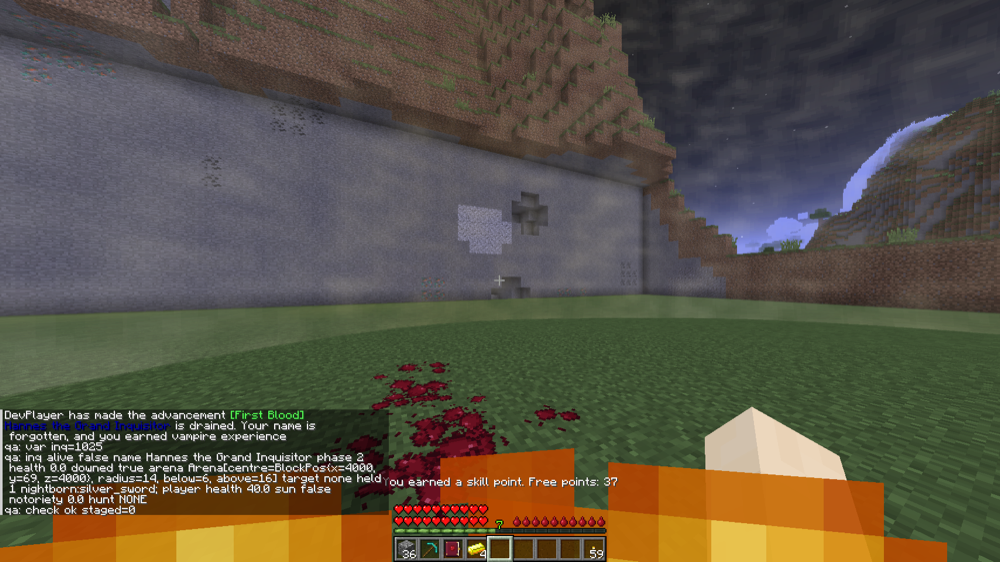 DevPlayer has made the advancement [First Blood]
Hannes the Grand Inquisitor is drained. Your name is
forgotten, and you earned vampire experience
qa: var inq=1025
qa: inq alive false name Hannes the Grand Inquisitor phase 2
health 0.0 downed true arena Arena[centre=BlockPos{x=4000,
y=69, z=4000}, radius=14, below=6, above=16] target none held
1 nightborn:silver_sword; player health 40.0 sun false
notoriety 0.0 hunt NONE
qa: check ok staged=0
You earned a skill point. Free points: 37
7
36
4
59